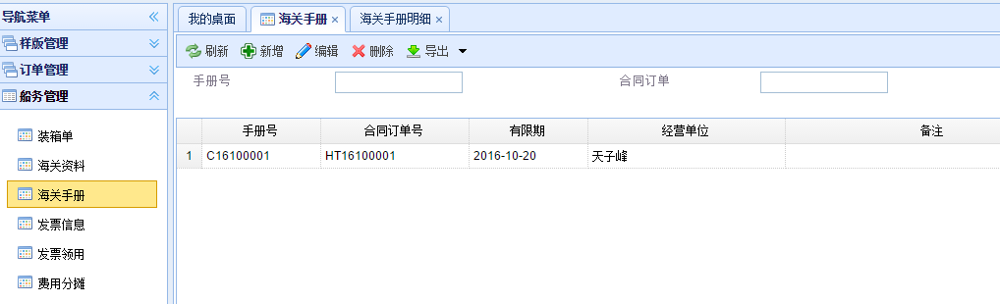 导航菜单
样版管理
订单管理
船务管理
装箱单
海关资料
海关手册
发票信息
发票领用
费用分摊
我的桌面 海关手册 海关手册明细
刷新 新增 编辑 删除 导出
手册号 合同订单
手册号 合同订单号 有限期 经营单位 备注
1 C16100001 HT16100001 2016-10-20 天子峰